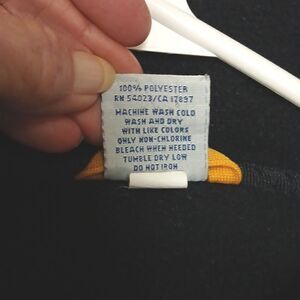 100% POLYESTER
RN 54023/CA 17897
MACHINE WASH COLD
WASH AND DRY
WITH LIKE COLORS
ONLY NON-CHLORINE
BLEACH WHEN NEEDED
TUMBLE DRY LOW
DO NOT IRON